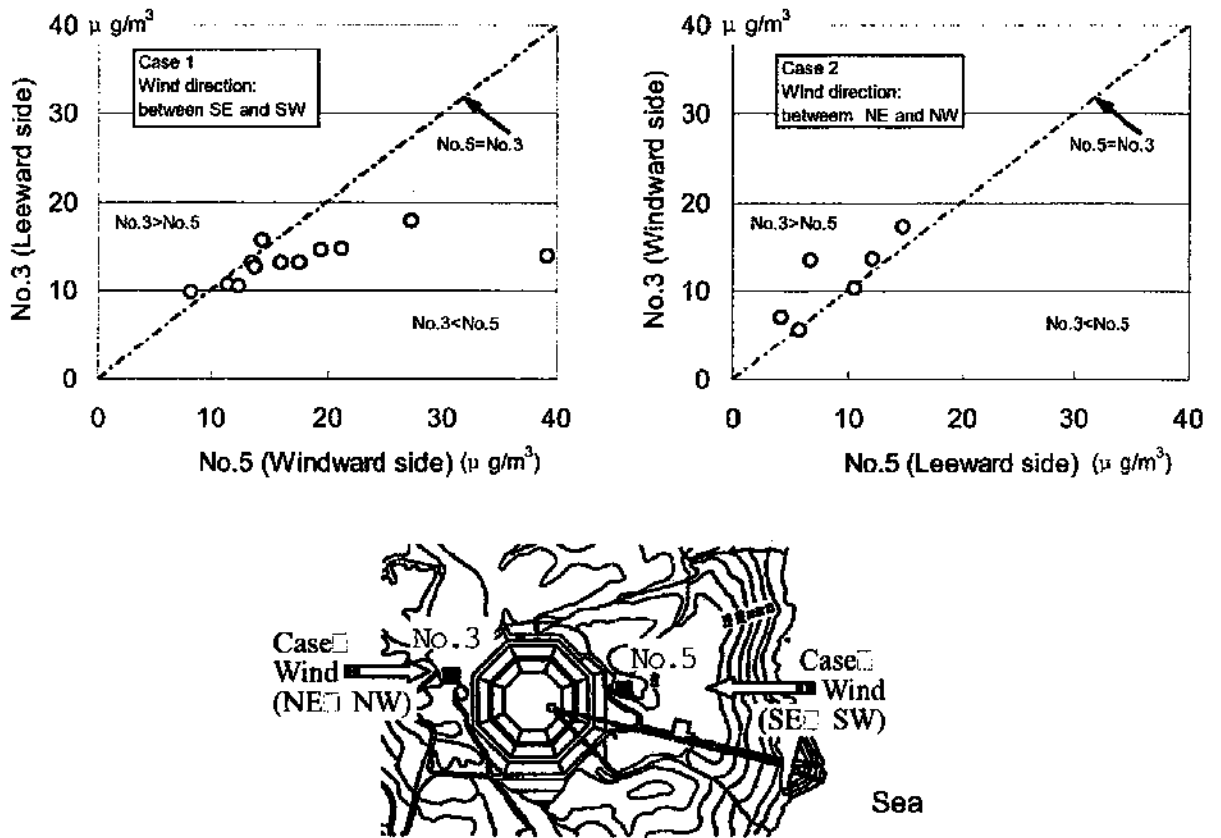 40 μ g/m³
Case 1
Wind direction:
between SE and SW
30
No.5=No.3
20
No.3>No.5
10
No.3<No.5
0
0 10 20 30 40
No.3 (Leeward side)
No.5 (Windward side) (μ g/m³)
40 μ g/m³
Case 2
Wind direction:
betweem NE and NW
30
No.5=No.3
20
No.3>No.5
10
No.3<No.5
0
0 10 20 30 40
No.3 (Windward side)
No.5 (Leeward side) (μ g/m³)
Case□
Wind
(NE□ NW)
No.3
No.5
Case□
Wind
(SE□ SW)
Sea